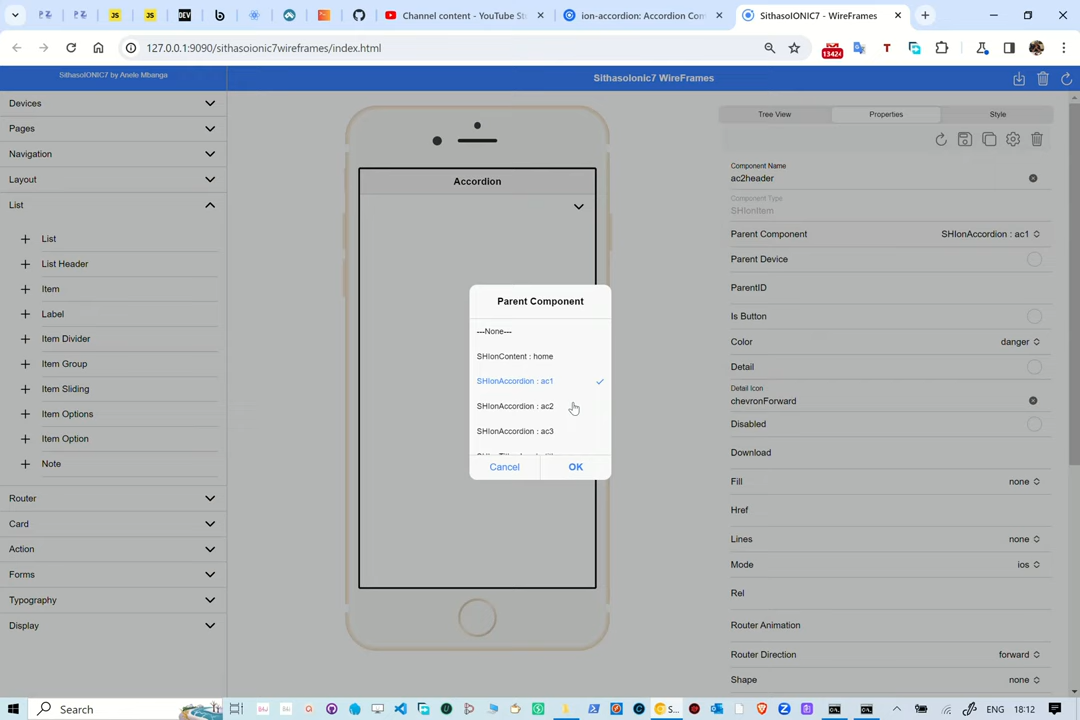 Channel content - YouTube St
ion-accordion: Accordion Com
SithasoIONIC7 - WireFrames
127.0.0.1:9090/sithasoionic7wireframes/index.html
13424
SithasoIONIC7 by Anele Mbanga
SithasoIonic7 WireFrames
Devices
Pages
Navigation
Layout
List
List
List Header
Item
Label
Item Divider
Item Group
Item Sliding
Item Options
Item Option
Note
Router
Card
Action
Forms
Typography
Display
Accordion
Parent Component
---None---
SHIonContent : home
SHIonAccordion : ac1
SHIonAccordion : ac2
SHIonAccordion : ac3
Cancel
OK
Tree View
Properties
Style
Component Name
ac2header
Component Type
SHIonItem
Parent Component
SHIonAccordion : ac1
Parent Device
ParentID
Is Button
Color
danger
Detail
Detail Icon
chevronForward
Disabled
Download
Fill
none
Href
Lines
none
Mode
ios
Rel
Router Animation
Router Direction
forward
Shape
none
Search
S...
ENG
18:12